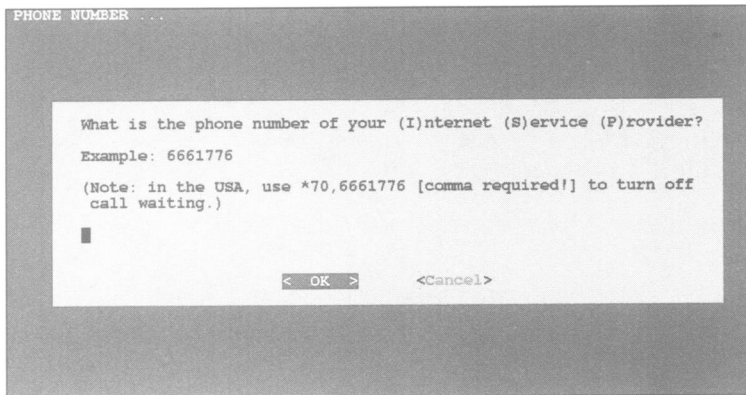 PHONE NUMBER ...
What is the phone number of your (I)nternet (S)ervice (P)rovider?
Example: 6661776
(Note: in the USA, use *70,6661776 [comma required!] to turn off
call waiting.)
< OK > <Cancel>